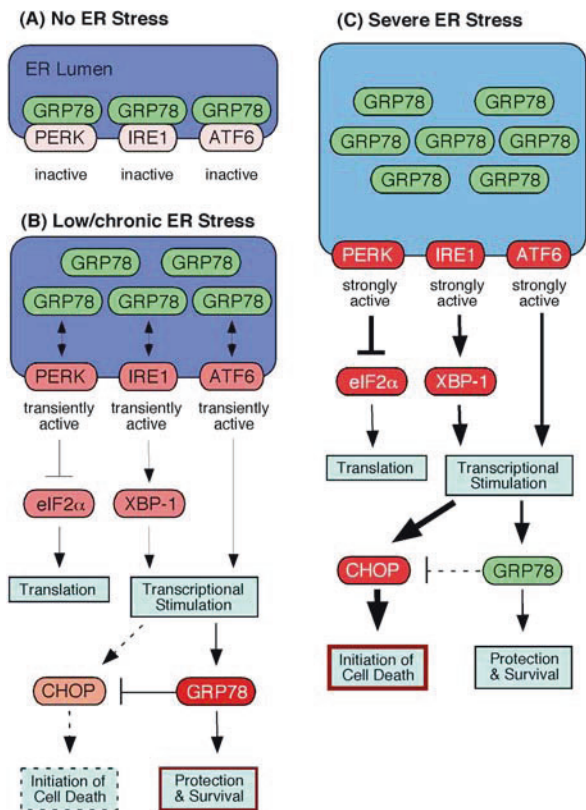 (A) No ER Stress
ER Lumen
GRP78 GRP78 GRP78
PERK IRE1 ATF6
inactive inactive inactive
(B) Low/chronic ER Stress
GRP78 GRP78
GRP78 GRP78 GRP78
PERK IRE1 ATF6
transiently transiently transiently
active active active
eIF2α XBP-1
Translation Transcriptional
Stimulation
CHOP GRP78
Initiation of Protection
Cell Death & Survival
(C) Severe ER Stress
GRP78 GRP78
GRP78 GRP78 GRP78
GRP78 GRP78
PERK IRE1 ATF6
strongly strongly strongly
active active active
eIF2α XBP-1
Translation Transcriptional
Stimulation
CHOP GRP78
Initiation of Protection
Cell Death & Survival